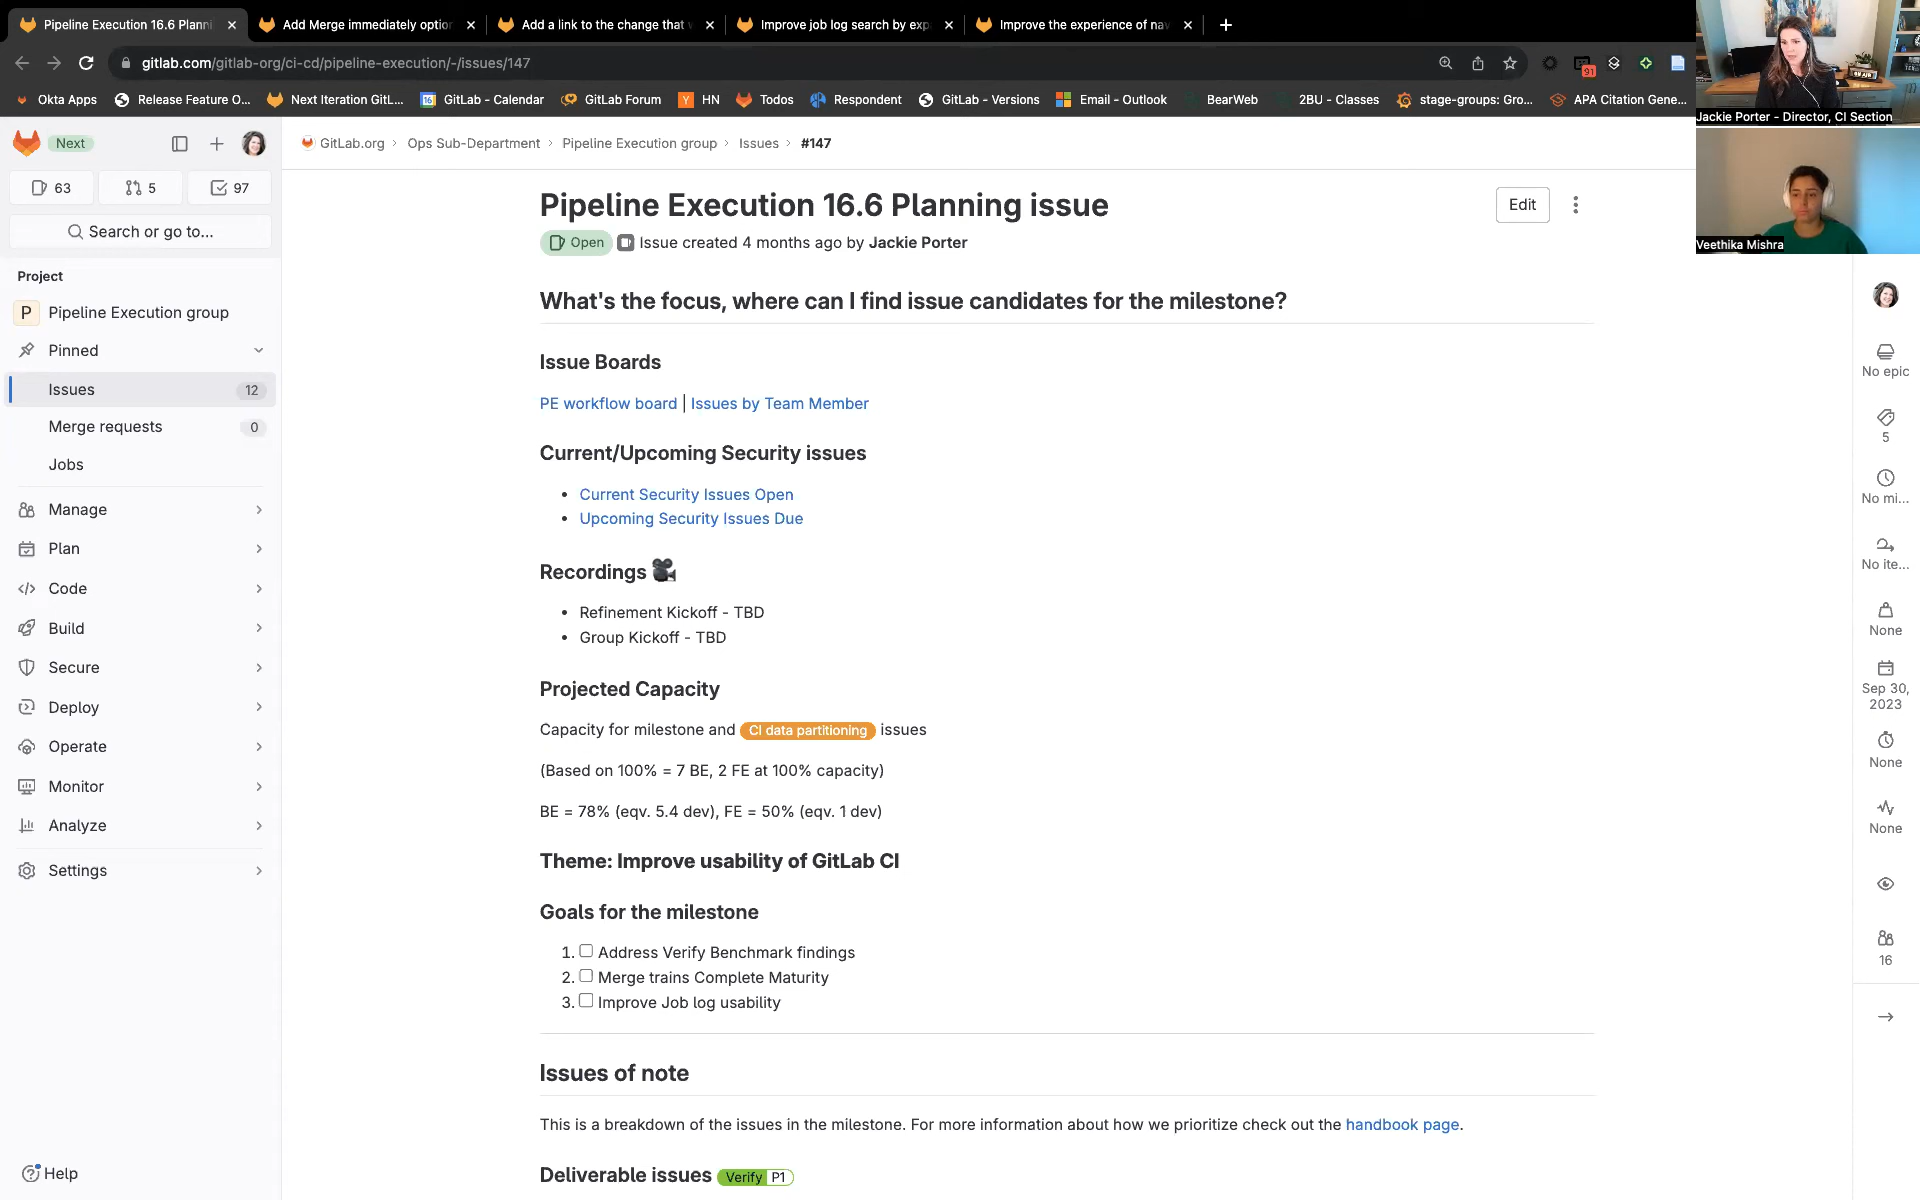 Pipeline Execution 16.6 Planni
Add Merge immediately optio
Add a link to the change that
Improve job log search by exp
Improve the experience of nav
gitlab.com/gitlab-org/ci-cd/pipeline-execution/-/issues/147
91
Okta Apps
Release Feature O...
Next Iteration GitL...
16 GitLab - Calendar
GitLab Forum
Y HN
Todos
Respondent
GitLab - Versions
Email - Outlook
BearWeb
2BU - Classes
stage-groups: Gro...
APA Citation Gene...
ON AIR
Jackie Porter - Director, CI Section
Veethika Mishra
Next
63
5
97
Search or go to...
Project
P Pipeline Execution group
Pinned
Issues 12
Merge requests 0
Jobs
Manage
Plan
Code
Build
Secure
Deploy
Operate
Monitor
Analyze
Settings
Help
GitLab.org › Ops Sub-Department › Pipeline Execution group › Issues › #147
Pipeline Execution 16.6 Planning issue
Edit
Open Issue created 4 months ago by Jackie Porter
What's the focus, where can I find issue candidates for the milestone?
Issue Boards
PE workflow board | Issues by Team Member
Current/Upcoming Security issues
• Current Security Issues Open
• Upcoming Security Issues Due
Recordings
• Refinement Kickoff - TBD
• Group Kickoff - TBD
Projected Capacity
Capacity for milestone and CI data partitioning issues
(Based on 100% = 7 BE, 2 FE at 100% capacity)
BE = 78% (eqv. 5.4 dev), FE = 50% (eqv. 1 dev)
Theme: Improve usability of GitLab CI
Goals for the milestone
1. Address Verify Benchmark findings
2. Merge trains Complete Maturity
3. Improve Job log usability
Issues of note
This is a breakdown of the issues in the milestone. For more information about how we prioritize check out the handbook page.
Deliverable issues Verify P1
No epic
5
No mi...
No ite...
None
Sep 30,
2023
None
None
16